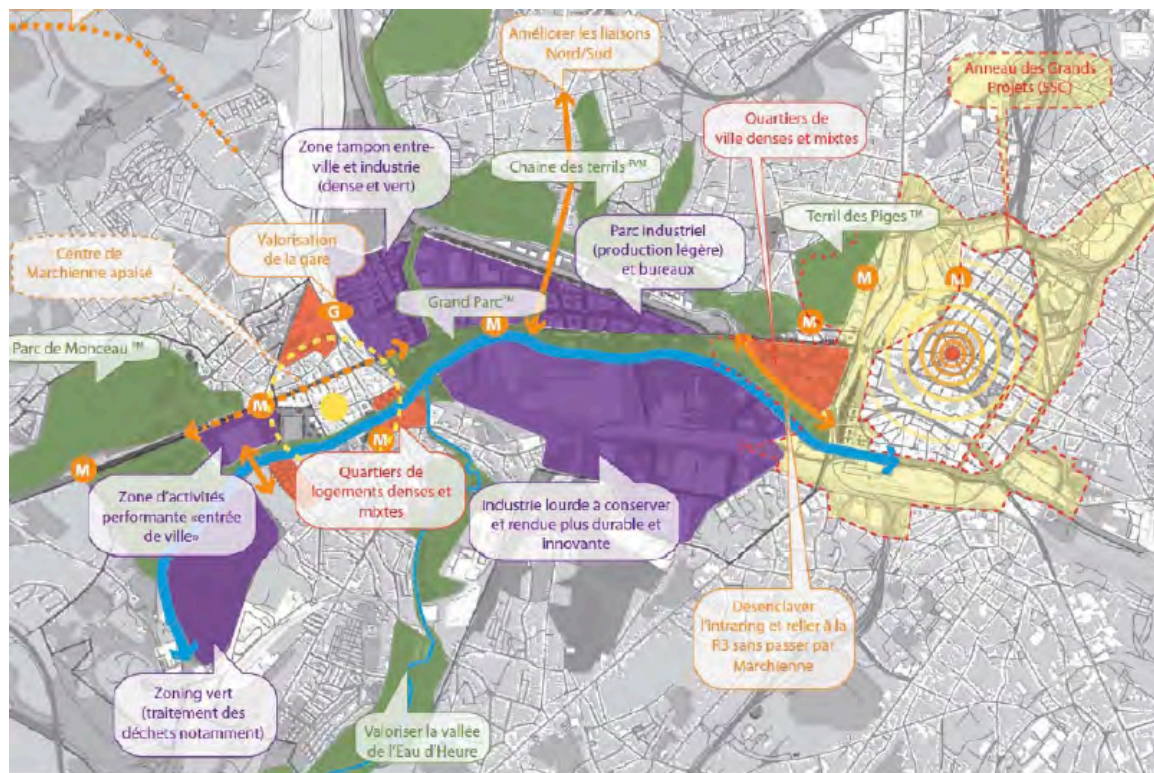 Améliorer les liaisons
Nord/Sud
Anneau des Grands
Projets (SSC)
Quartiers de
ville denses et mixtes
Zone tampon entre-
ville et industrie
(dense et vert)
Chaine des terrils
Terril des Piges ™
Parc industriel
(production légère)
et bureaux
Centre de
Marchienne apaisé
Valorisation
de la gare
Grand Parc ™
Parc de Monceau ™
G
M
M
M
M
M
M
M
Zone d'activités
performante «entrée
de ville»
Quartiers de
logements denses et
mixtes
Industrie lourde à conserver
et rendue plus durable et
innovante
Desenclaver
l'intraring et relier à la
R3 sans passer par
Marchienne
Zoning vert
(traitement des
déchets notamment)
Valoriser la vallée
de l'Eau d'Heure